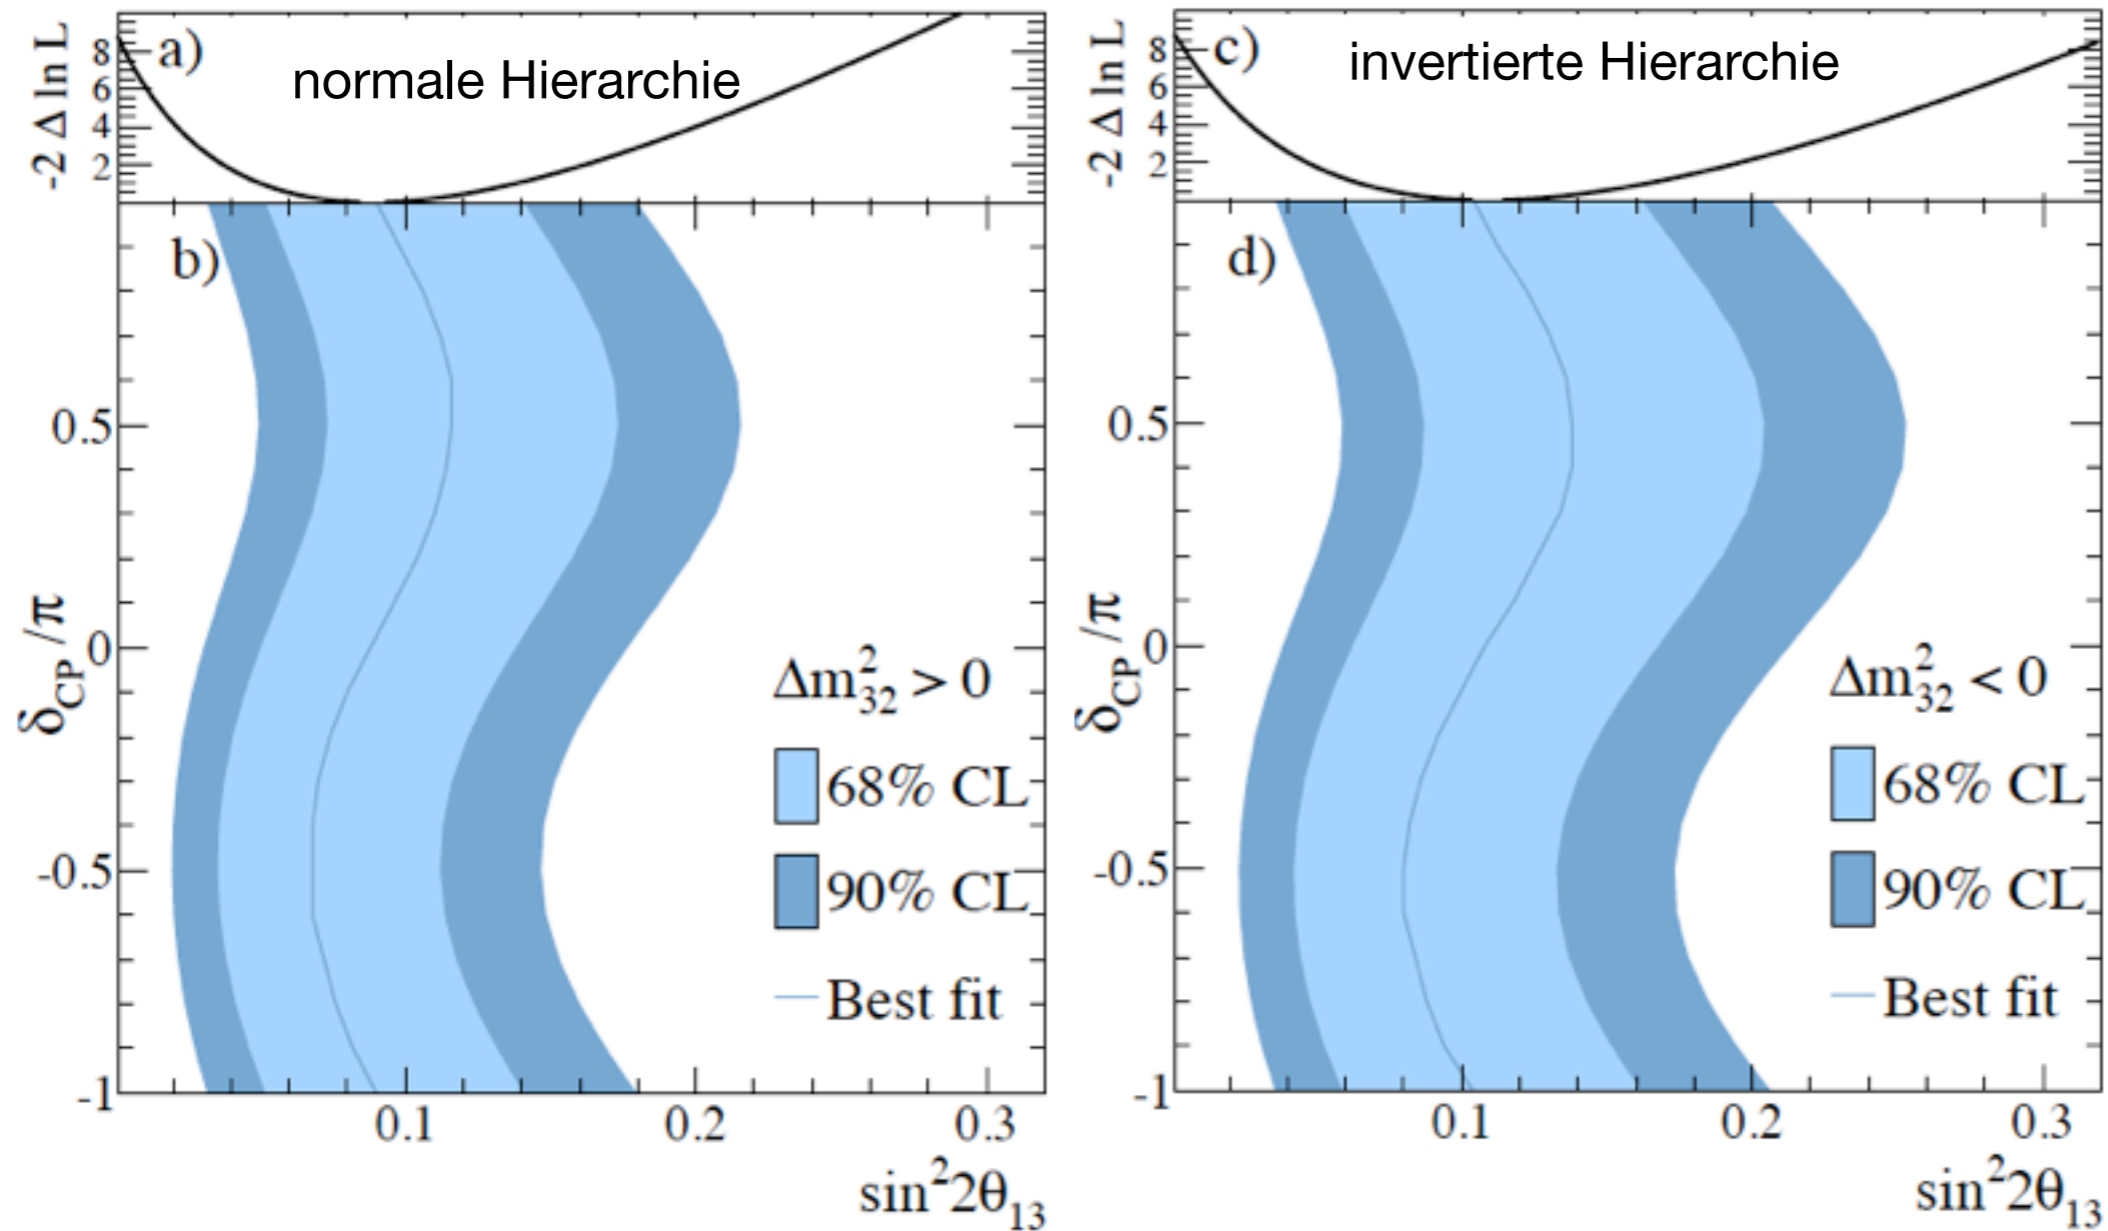 -2 Δ ln L
8
6
4
2
a)
normale Hierarchie
b)
δCP/π
0.5
0
-0.5
-1
Δm²32 > 0
68% CL
90% CL
Best fit
0.1
0.2
0.3
sin²2θ13
-2 Δ ln L
8
6
4
2
c)
invertierte Hierarchie
d)
δCP/π
0.5
0
-0.5
-1
Δm²32 < 0
68% CL
90% CL
Best fit
0.1
0.2
0.3
sin²2θ13